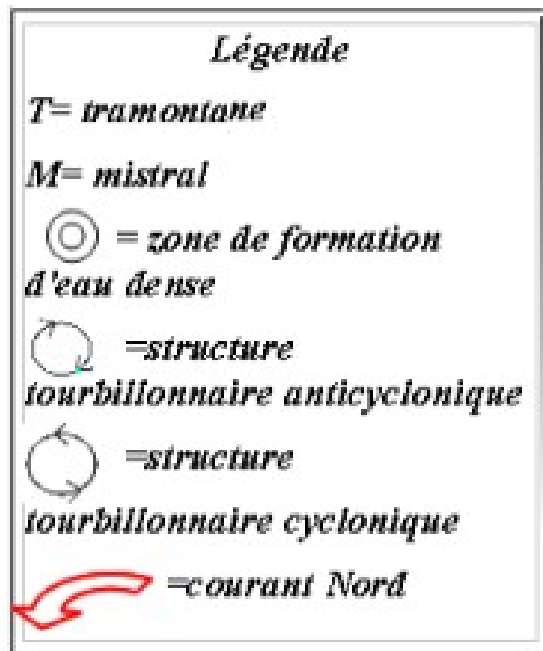 Légende
T= tramontane
M= mistral
= zone de formation
d'eau dense
=structure
tourbillonnaire anticyclonique
=structure
tourbillonnaire cyclonique
=courant Nord